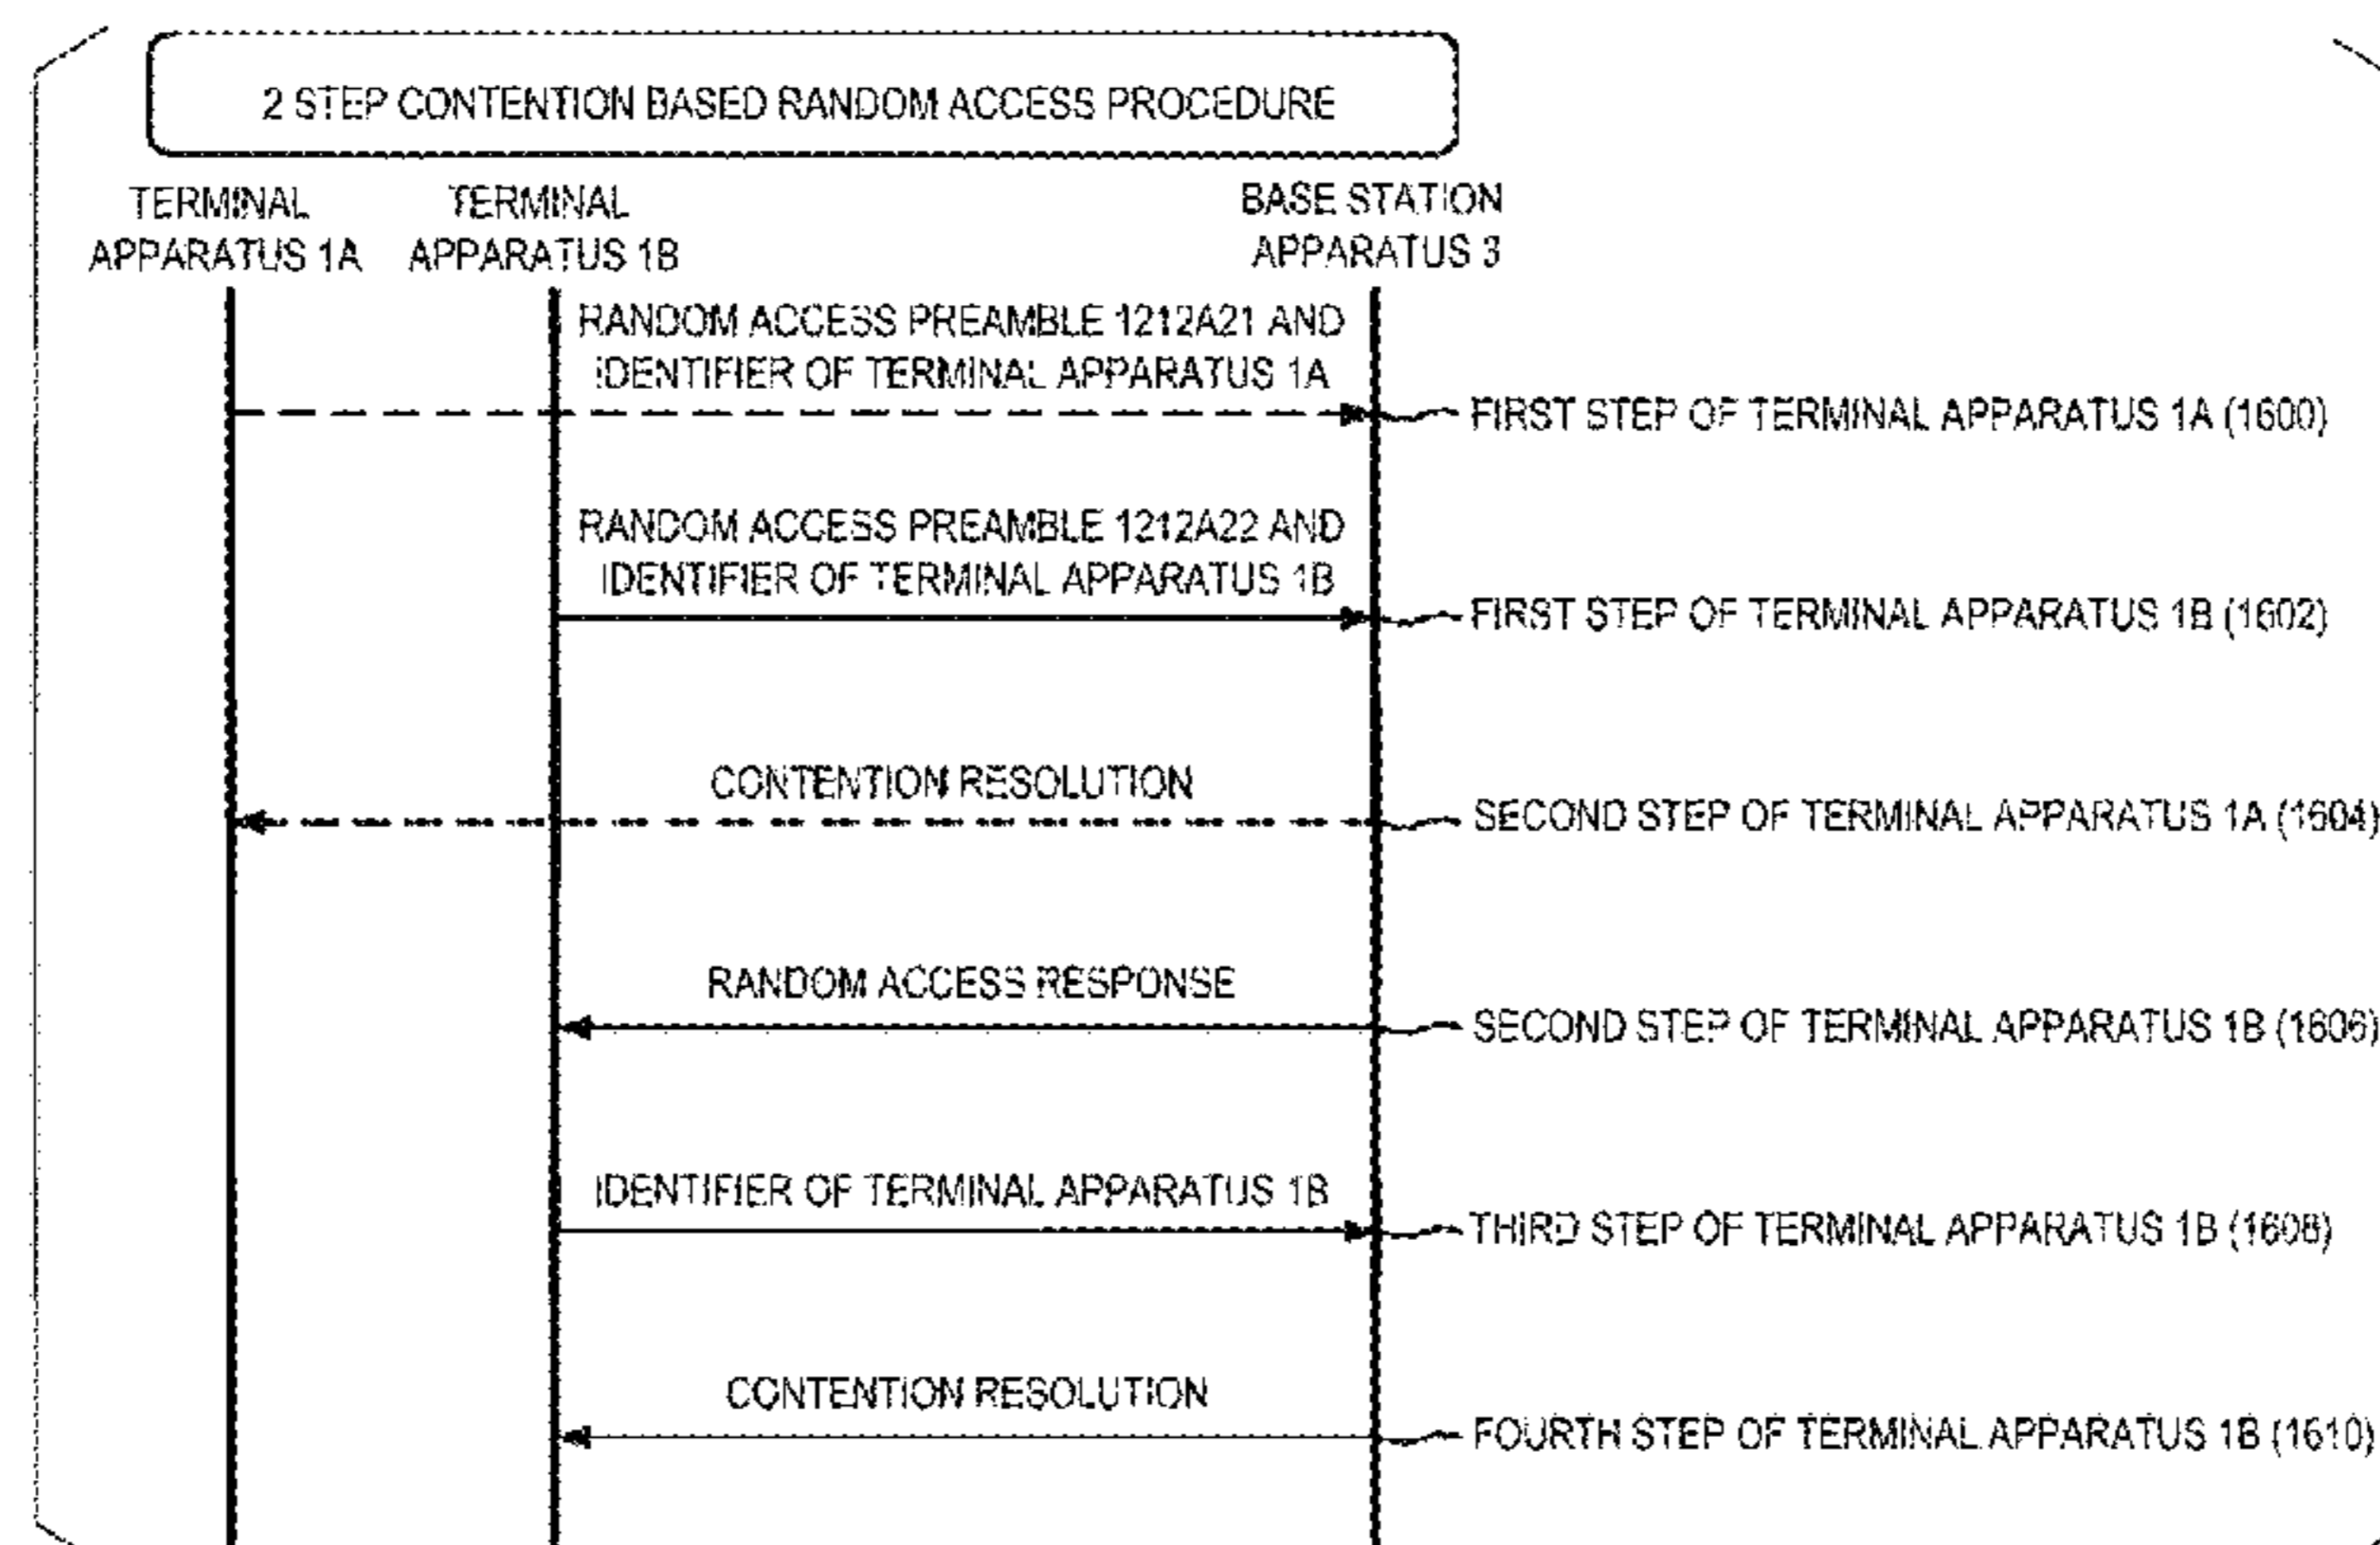 2 STEP CONTENTION BASED RANDOM ACCESS PROCEDURE
TERMINAL
APPARATUS 1A
TERMINAL
APPARATUS 1B
BASE STATION
APPARATUS 3
RANDOM ACCESS PREAMBLE 1212A21 AND
IDENTIFIER OF TERMINAL APPARATUS 1A
FIRST STEP OF TERMINAL APPARATUS 1A (1600)
RANDOM ACCESS PREAMBLE 1212A22 AND
IDENTIFIER OF TERMINAL APPARATUS 1B
FIRST STEP OF TERMINAL APPARATUS 1B (1602)
CONTENTION RESOLUTION
SECOND STEP OF TERMINAL APPARATUS 1A (1604)
RANDOM ACCESS RESPONSE
SECOND STEP OF TERMINAL APPARATUS 1B (1606)
IDENTIFIER OF TERMINAL APPARATUS 1B
THIRD STEP OF TERMINAL APPARATUS 1B (1608)
CONTENTION RESOLUTION
FOURTH STEP OF TERMINAL APPARATUS 1B (1610)